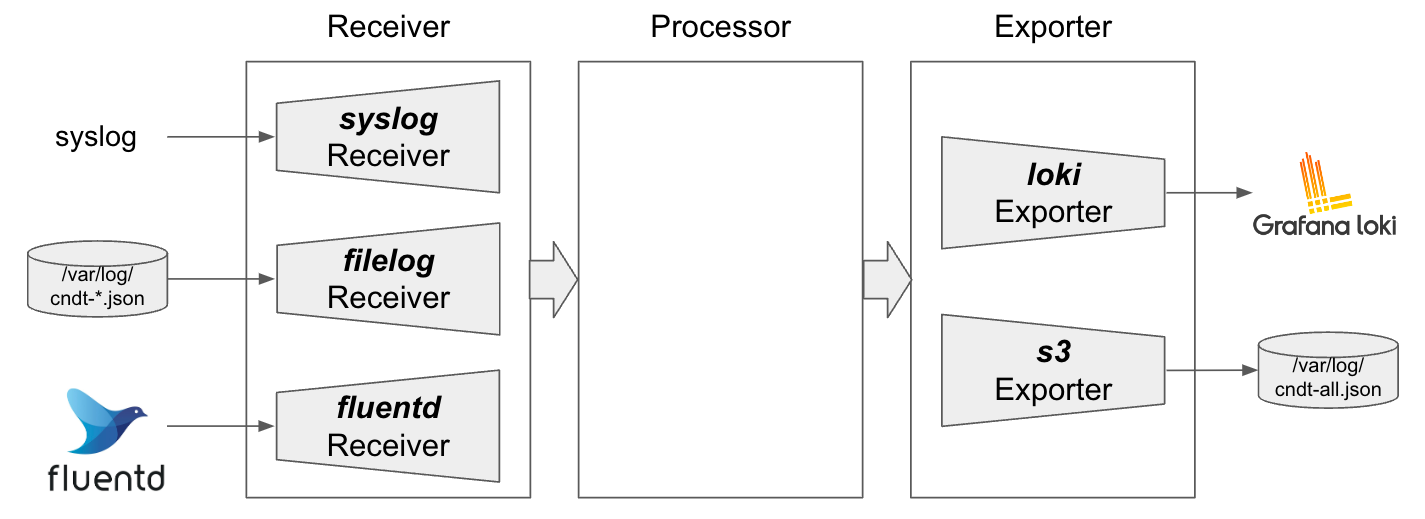 Receiver
Processor
Exporter
syslog
syslog
Receiver
/var/log/
cndt-*.json
filelog
Receiver
fluentd
fluentd
Receiver
loki
Exporter
Grafana loki
s3
Exporter
/var/log/
cndt-all.json